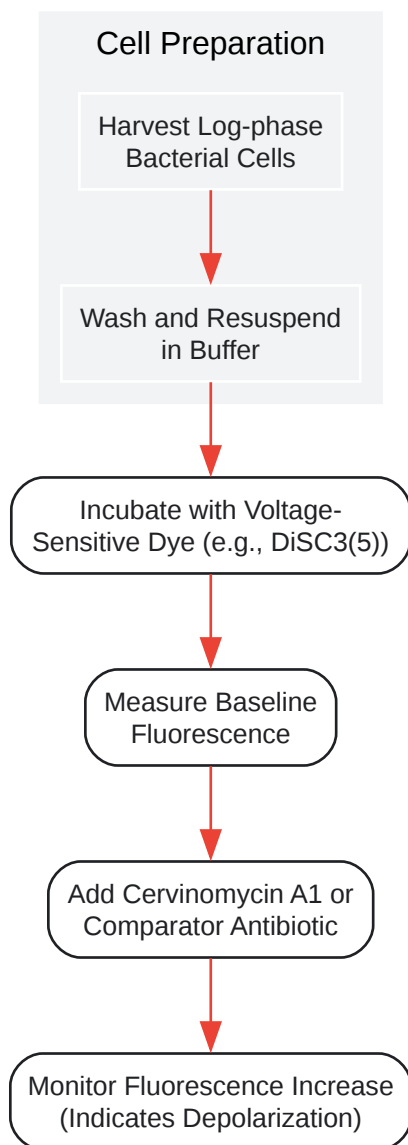 Cell Preparation
Harvest Log-phase
Bacterial Cells
Wash and Resuspend
in Buffer
Incubate with Voltage-
Sensitive Dye (e.g., DiSC3(5))
Measure Baseline
Fluorescence
Add Cervinomycin A1 or
Comparator Antibiotic
Monitor Fluorescence Increase
(Indicates Depolarization)